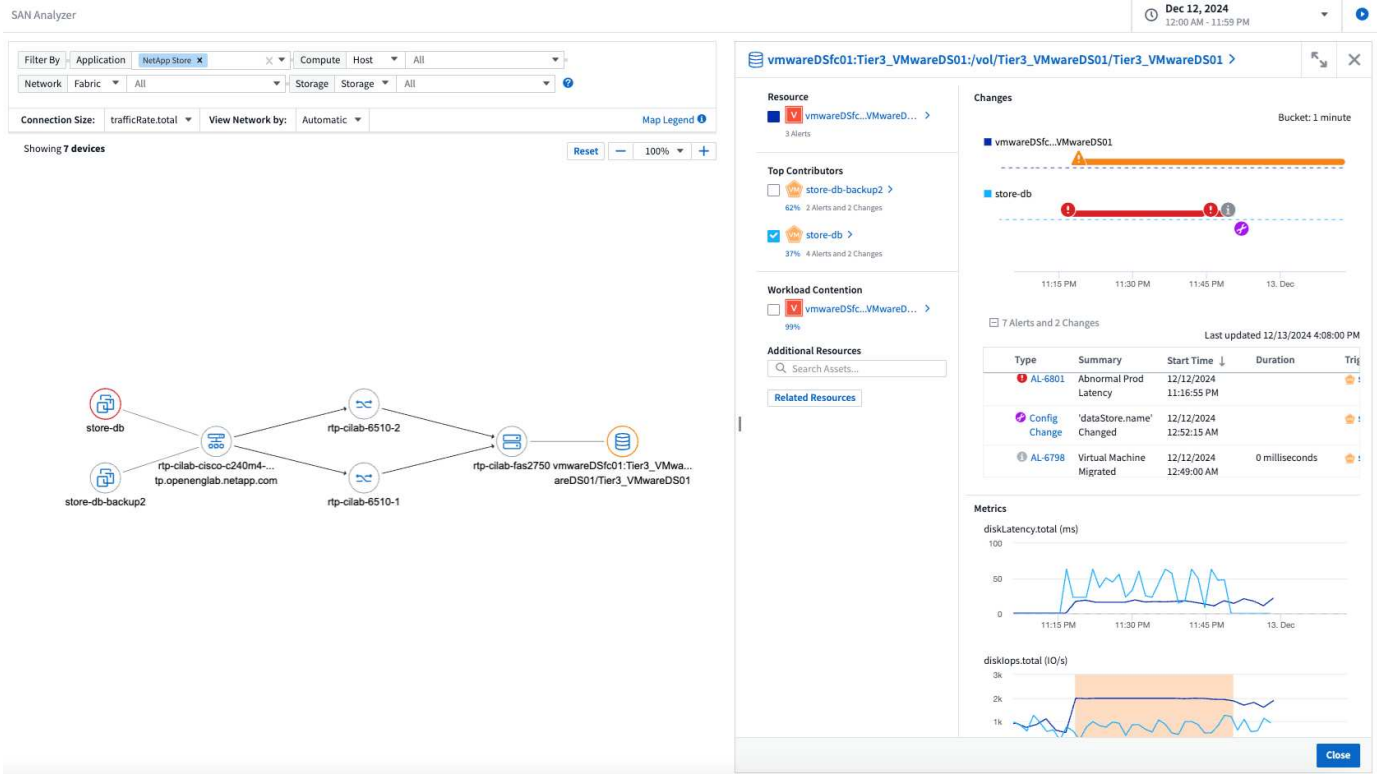 SAN Analyzer
Dec 12, 2024
12:00 AM - 11:59 PM
Filter By Application NetApp Store × × Compute Host All
Network Fabric All Storage Storage All ?
Connection Size: trafficRate.total View Network by: Automatic Map Legend
Showing 7 devices
Reset − 100% +
store-db
store-db-backup2
rtp-cilab-cisco-c240m4-...
tp.openenglab.netapp.com
rtp-cilab-6510-2
rtp-cilab-6510-1
rtp-cilab-fas2750
vmwareDSfc01:Tier3_VMwa...
areDS01/Tier3_VMwareDS01
vmwareDSfc01:Tier3_VMwareDS01:/vol/Tier3_VMwareDS01/Tier3_VMwareDS01
Resource
V vmwareDSfc...VMwareD...
3 Alerts
Top Contributors
VM store-db-backup2
62% 2 Alerts and 2 Changes
VM store-db
37% 4 Alerts and 2 Changes
Workload Contention
V vmwareDSfc...VMwareD...
99%
Additional Resources
Search Assets...
Related Resources
Changes
Bucket: 1 minute
vmwareDSfc...VMwareDS01
store-db
11:15 PM 11:30 PM 11:45 PM 13. Dec
7 Alerts and 2 Changes
Last updated 12/13/2024 4:08:00 PM
Type Summary Start Time ↓ Duration Trig
AL-6801 Abnormal Prod 12/12/2024
Latency 11:16:55 PM
Config 'dataStore.name' 12/12/2024
Change Changed 12:52:15 AM
AL-6798 Virtual Machine 12/12/2024 0 milliseconds
Migrated 12:49:00 AM
Metrics
diskLatency.total (ms)
100
50
0
11:15 PM 11:30 PM 11:45 PM 13. Dec
diskIops.total (IO/s)
3k
2k
1k
Close